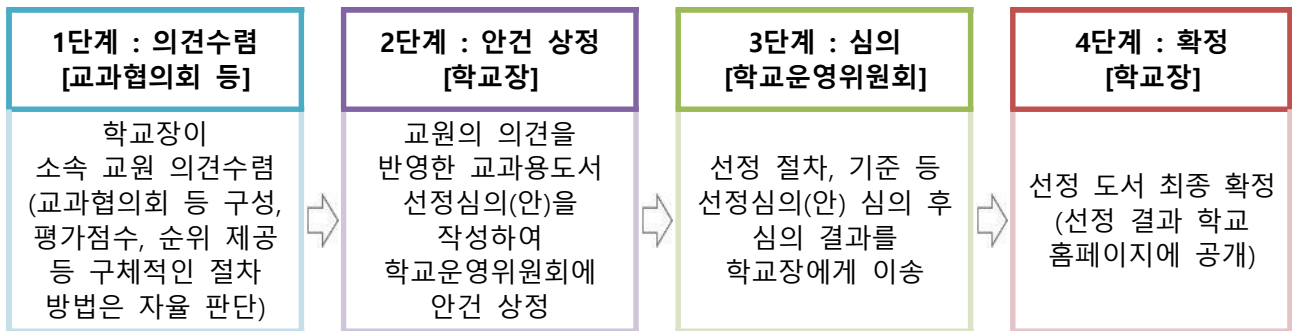 1단계 : 의견수렴
[교과협의회 등]
학교장이
소속 교원 의견수렴
(교과협의회 등 구성,
평가점수, 순위 제공
등 구체적인 절차
방법은 자율 판단)
2단계 : 안건 상정
[학교장]
교원의 의견을
반영한 교과용도서
선정심의(안)을
작성하여
학교운영위원회에
안건 상정
3단계 : 심의
[학교운영위원회]
선정 절차, 기준 등
선정심의(안) 심의 후
심의 결과를
학교장에게 이송
4단계 : 확정
[학교장]
선정 도서 최종 확정
(선정 결과 학교
홈페이지에 공개)